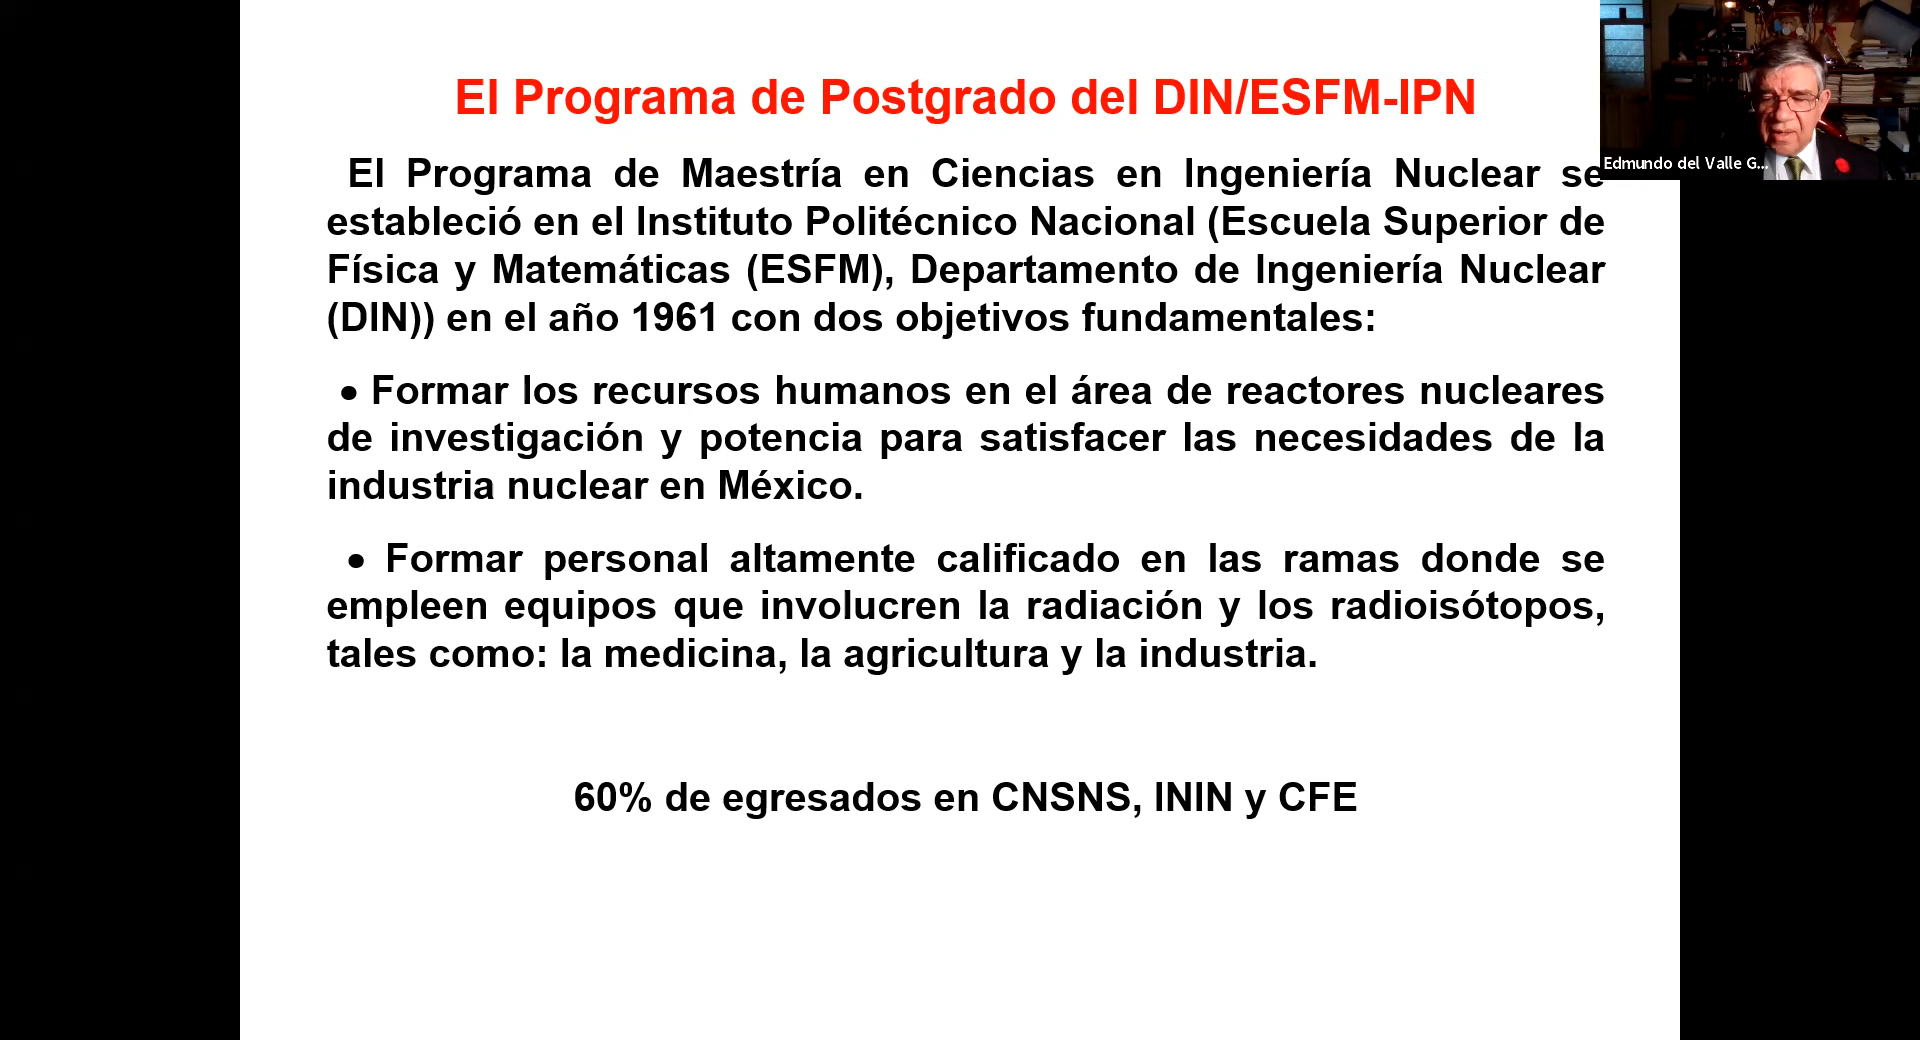 El Programa de Postgrado del DIN/ESFM-IPN
El Programa de Maestría en Ciencias en Ingeniería Nuclear se
estableció en el Instituto Politécnico Nacional (Escuela Superior de
Física y Matemáticas (ESFM), Departamento de Ingeniería Nuclear
(DIN)) en el año 1961 con dos objetivos fundamentales:
• Formar los recursos humanos en el área de reactores nucleares
de investigación y potencia para satisfacer las necesidades de la
industria nuclear en México.
• Formar personal altamente calificado en las ramas donde se
empleen equipos que involucren la radiación y los radioisótopos,
tales como: la medicina, la agricultura y la industria.
60% de egresados en CNSNS, ININ y CFE
Edmundo del Valle G...